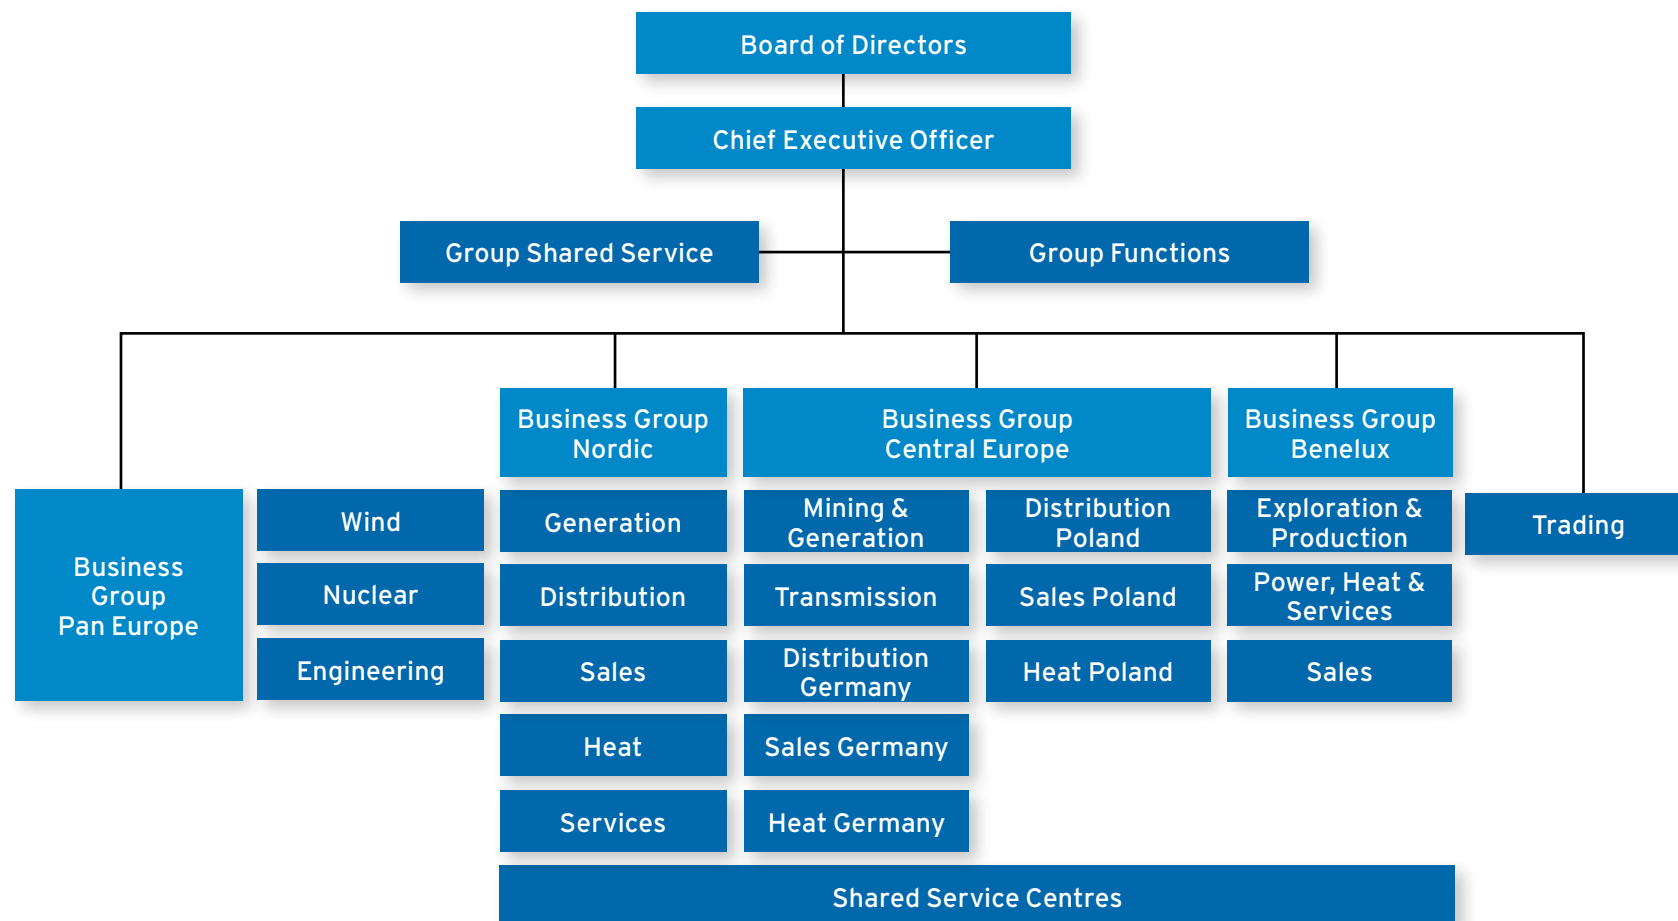 Board of Directors
Chief Executive Officer
Group Shared Service
Group Functions
Business Group
Nordic
Business Group
Central Europe
Business Group
Benelux
Business
Group
Pan Europe
Wind
Nuclear
Engineering
Generation
Distribution
Sales
Heat
Services
Mining &
Generation
Transmission
Distribution
Germany
Sales Germany
Heat Germany
Distribution
Poland
Sales Poland
Heat Poland
Exploration &
Production
Power, Heat &
Services
Sales
Trading
Shared Service Centres